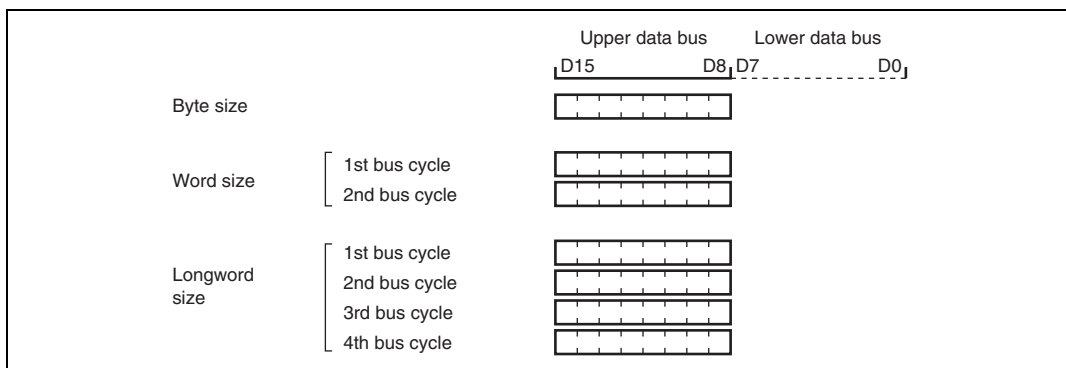 Upper data bus Lower data bus
D15 D8 D7 D0
Byte size
Word size
1st bus cycle
2nd bus cycle
Longword
size
1st bus cycle
2nd bus cycle
3rd bus cycle
4th bus cycle